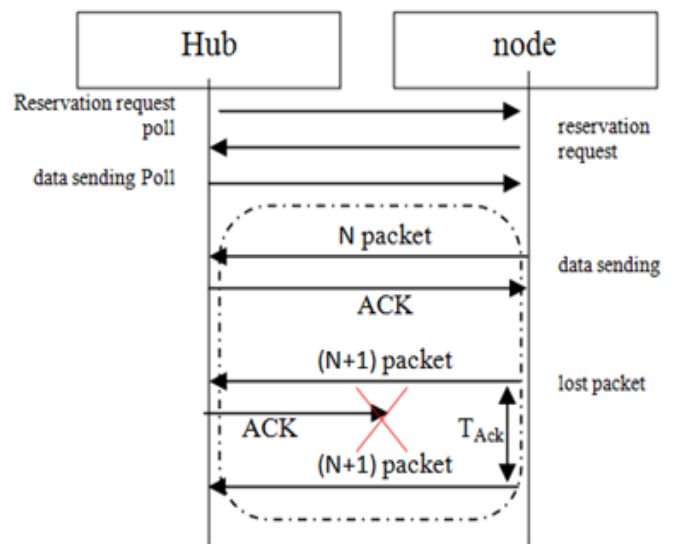 Hub
node
Reservation request
poll
reservation
request
data sending Poll
N packet
data sending
ACK
(N+1) packet
lost packet
ACK
TAck
(N+1) packet